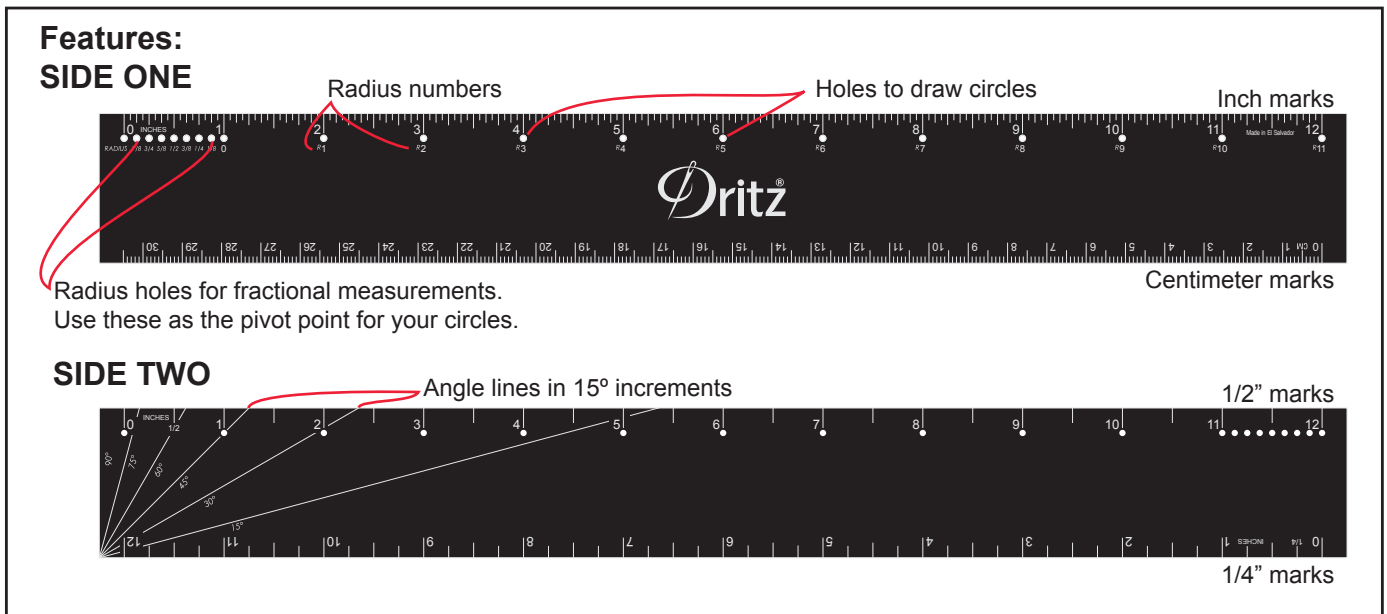 Features:
SIDE ONE
Radius numbers
Holes to draw circles
Inch marks
0 INCHES 1 2 3 4 5 6 7 8 9 10 11 12
Made in El Salvador
RADIUS 7/8 3/4 5/8 1/2 3/8 1/4 1/8 0 R1 R2 R3 R4 R5 R6 R7 R8 R9 R10 R11
Dritz®
30 29 28 27 26 25 24 23 22 21 20 19 18 17 16 15 14 13 12 11 10 9 8 7 6 5 4 3 2 1 CM 0
Centimeter marks
Radius holes for fractional measurements.
Use these as the pivot point for your circles.
SIDE TWO
Angle lines in 15º increments
1/2” marks
0 INCHES 1/2 1 2 3 4 5 6 7 8 9 10 11 12
90° 75° 60° 45° 30° 15°
12 11 10 9 8 7 6 5 4 3 2 1 INCHES 1/4 0
1/4” marks